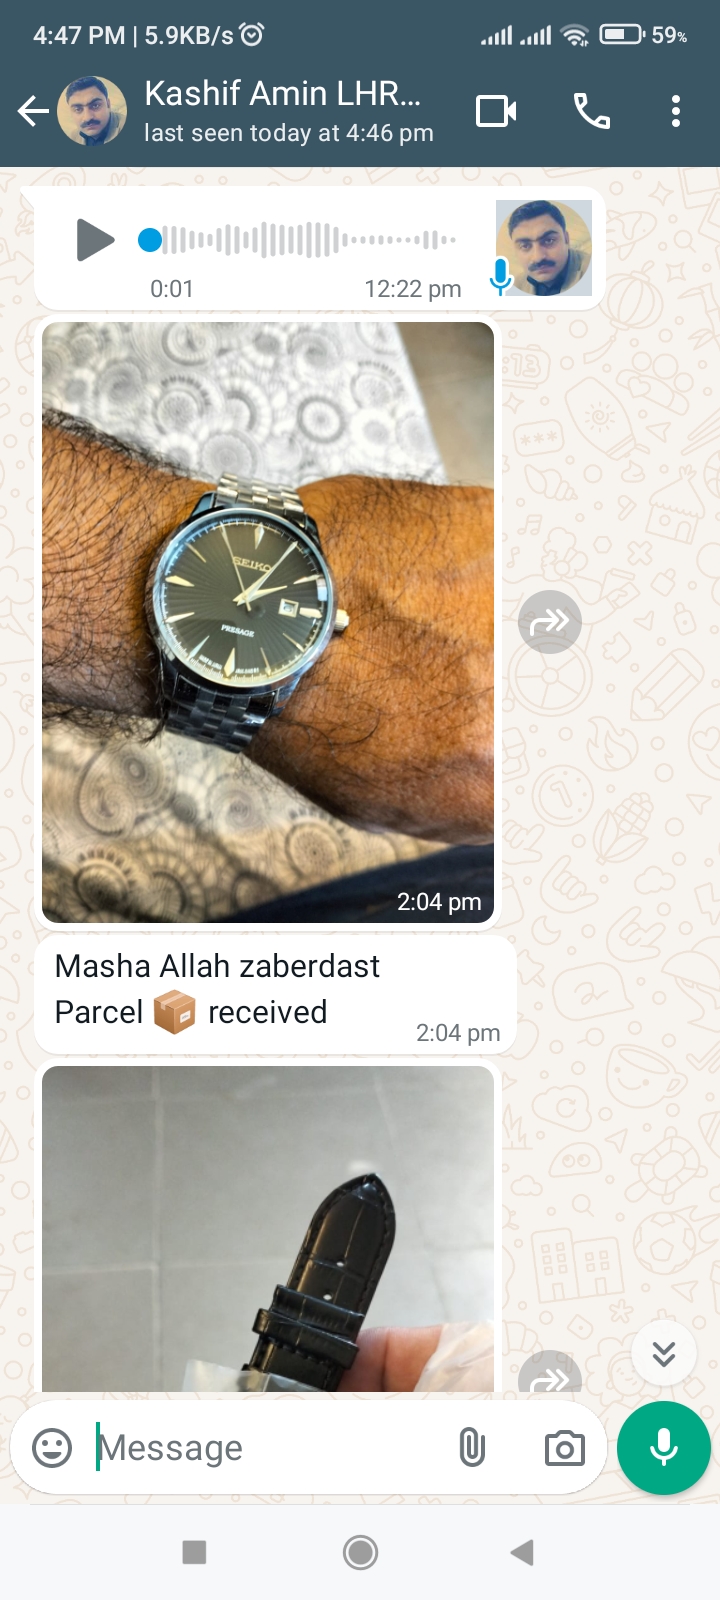 4:47 PM | 5.9KB/s
59%
Kashif Amin LHR...
last seen today at 4:46 pm
0:01
12:22 pm
SEIKO
PRESAGE
2:04 pm
Masha Allah zaberdast
Parcel 📦 received
2:04 pm
Message